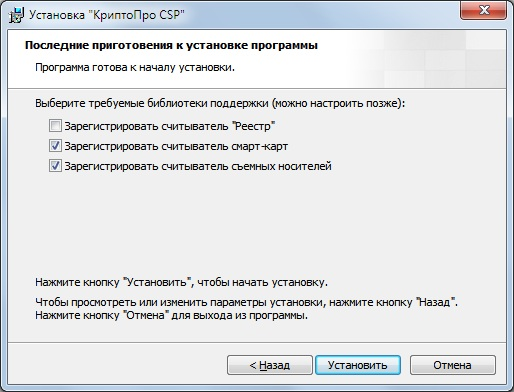 Установка "КриптоПро CSP"
Последние приготовения к установке программы
Программа готова к началу установки.
Выберите требуемые библиотеки поддержки (можно настроить позже):
Зарегистрировать считыватель "Реестр"
Зарегистрировать считыватель смарт-карт
Зарегистрировать считыватель съемных носителей
Нажмите кнопку "Установить", чтобы начать установку.
Чтобы просмотреть или изменить параметры установки, нажмите кнопку "Назад".
Нажмите кнопку "Отмена" для выхода из программы.
< Назад Установить Отмена